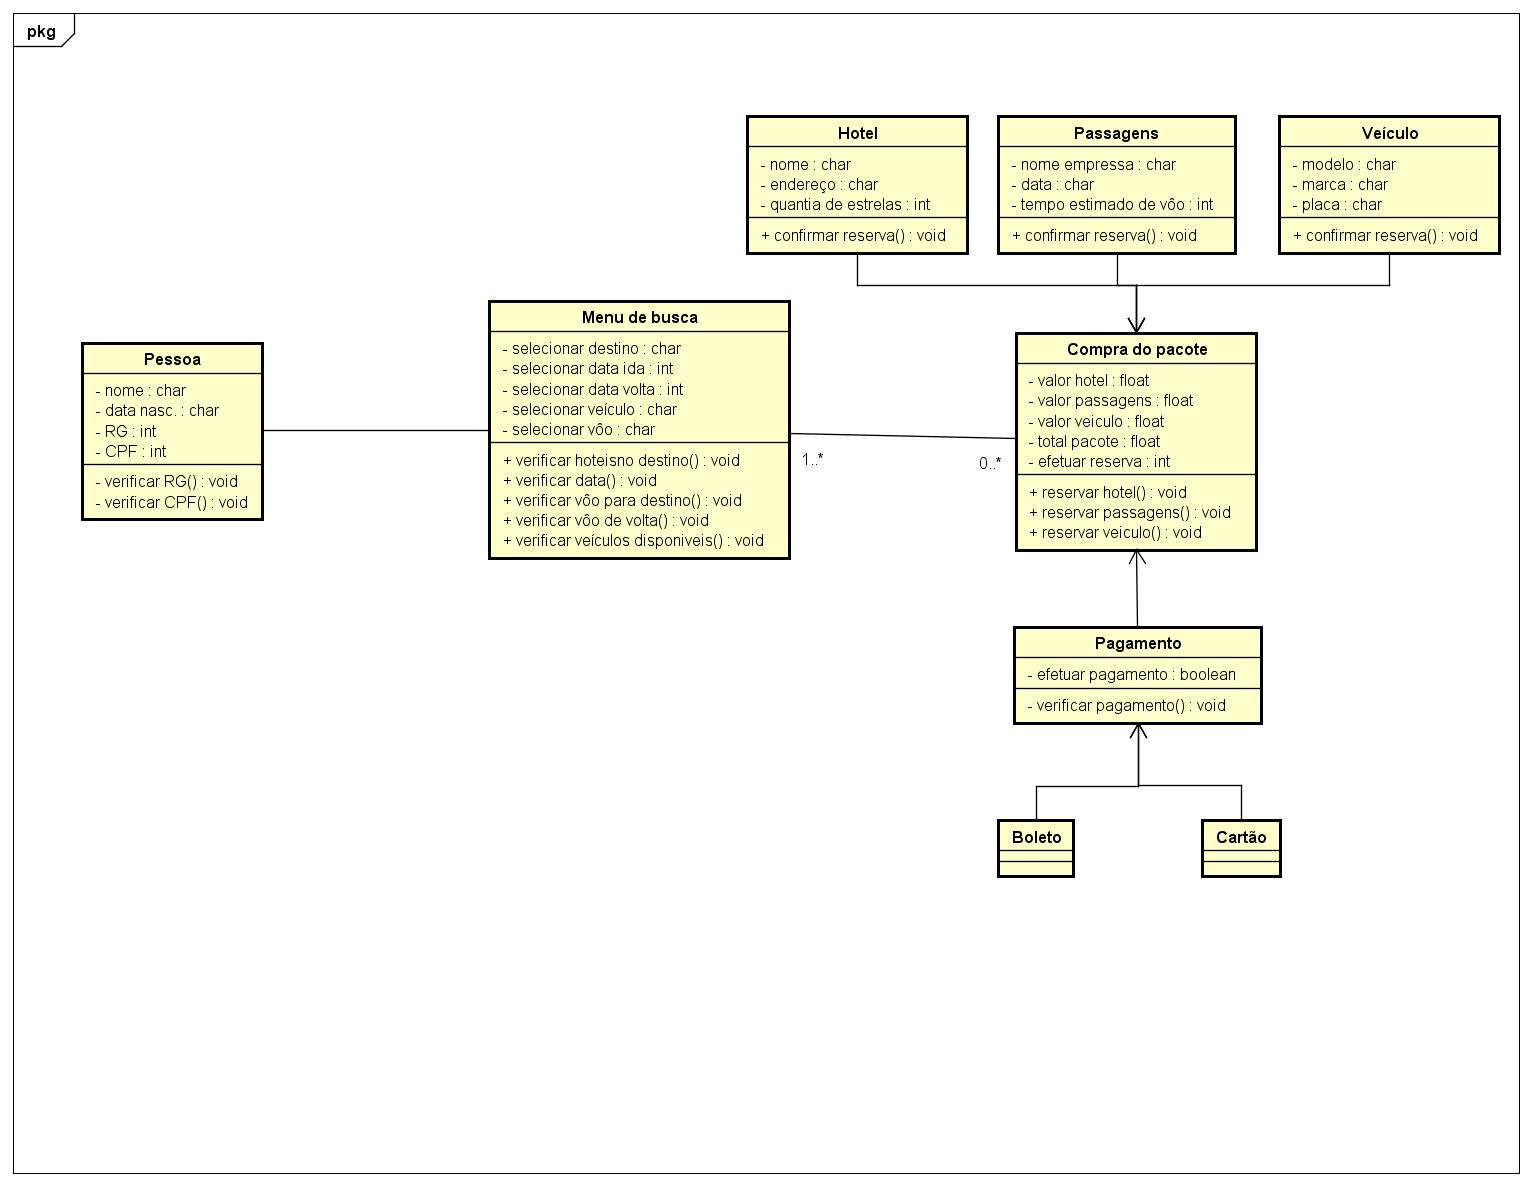 pkg
Hotel
- nome : char
- endereço : char
- quantia de estrelas : int
+ confirmar reserva() : void
Passagens
- nome empressa : char
- data : char
- tempo estimado de vôo : int
+ confirmar reserva() : void
Veículo
- modelo : char
- marca : char
- placa : char
+ confirmar reserva() : void
Pessoa
- nome : char
- data nasc. : char
- RG : int
- CPF : int
- verificar RG() : void
- verificar CPF() : void
Menu de busca
- selecionar destino : char
- selecionar data ida : int
- selecionar data volta : int
- selecionar veículo : char
- selecionar vôo : char
+ verificar hoteisno destino() : void
+ verificar data() : void
+ verificar vôo para destino() : void
+ verificar vôo de volta() : void
+ verificar veículos disponiveis() : void
1..*
0..*
Compra do pacote
- valor hotel : float
- valor passagens : float
- valor veiculo : float
- total pacote : float
- efetuar reserva : int
+ reservar hotel() : void
+ reservar passagens() : void
+ reservar veiculo() : void
Pagamento
- efetuar pagamento : boolean
- verificar pagamento() : void
Boleto
Cartão